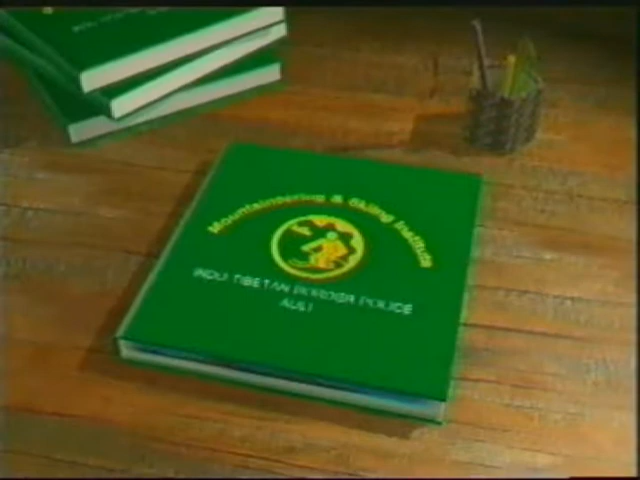 Mountaineering & Skiing Institute
INDO TIBETAN BORDER POLICE
AULI